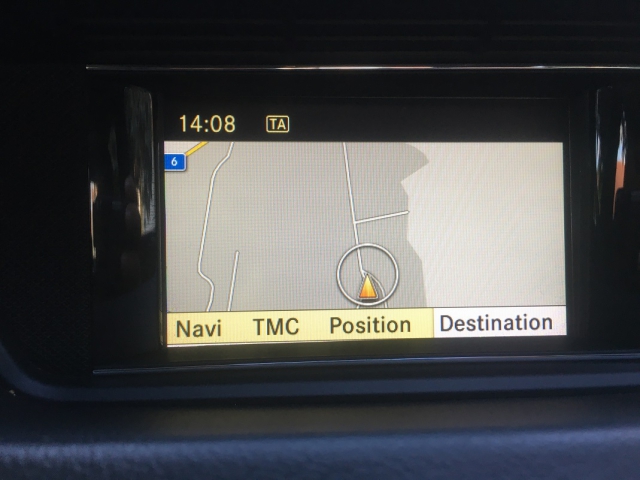 14:08 TA
6
Navi TMC Position Destination